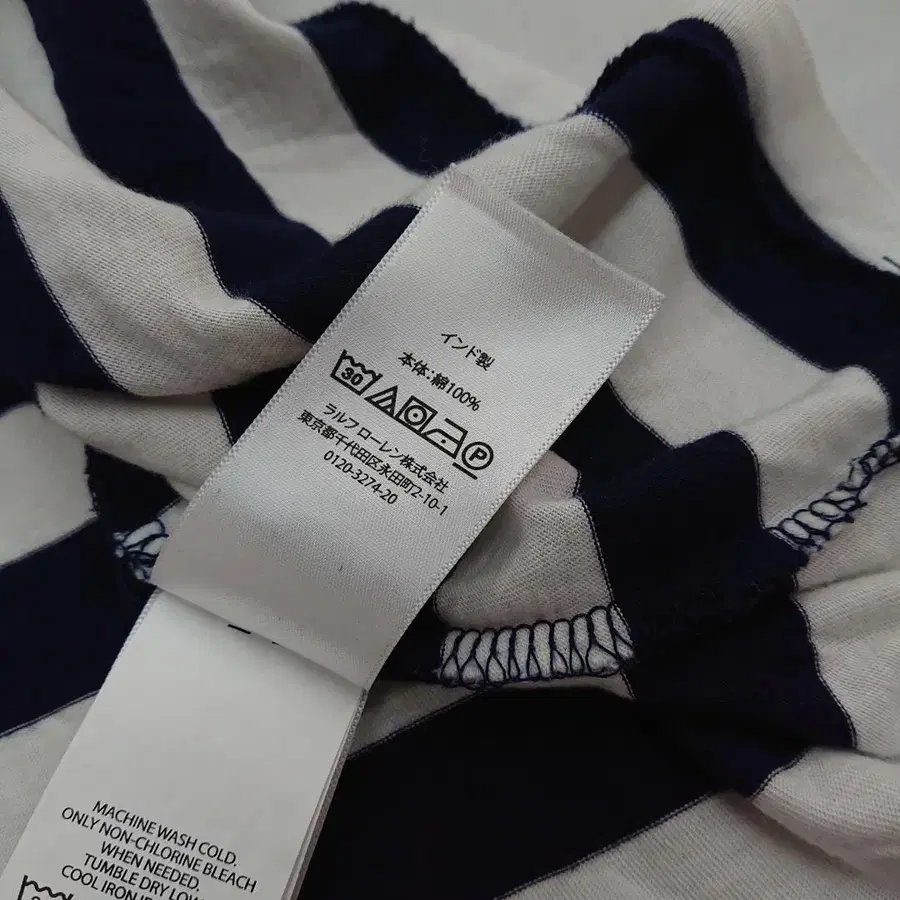 インド製
本体:綿100%
30 P
ラルフ ローレン株式会社
東京都千代田区永田町2-10-1
0120-3274-20
MACHINE WASH COLD.
ONLY NON-CHLORINE BLEACH
WHEN NEEDED.
TUMBLE DRY LOW
COOL IRON